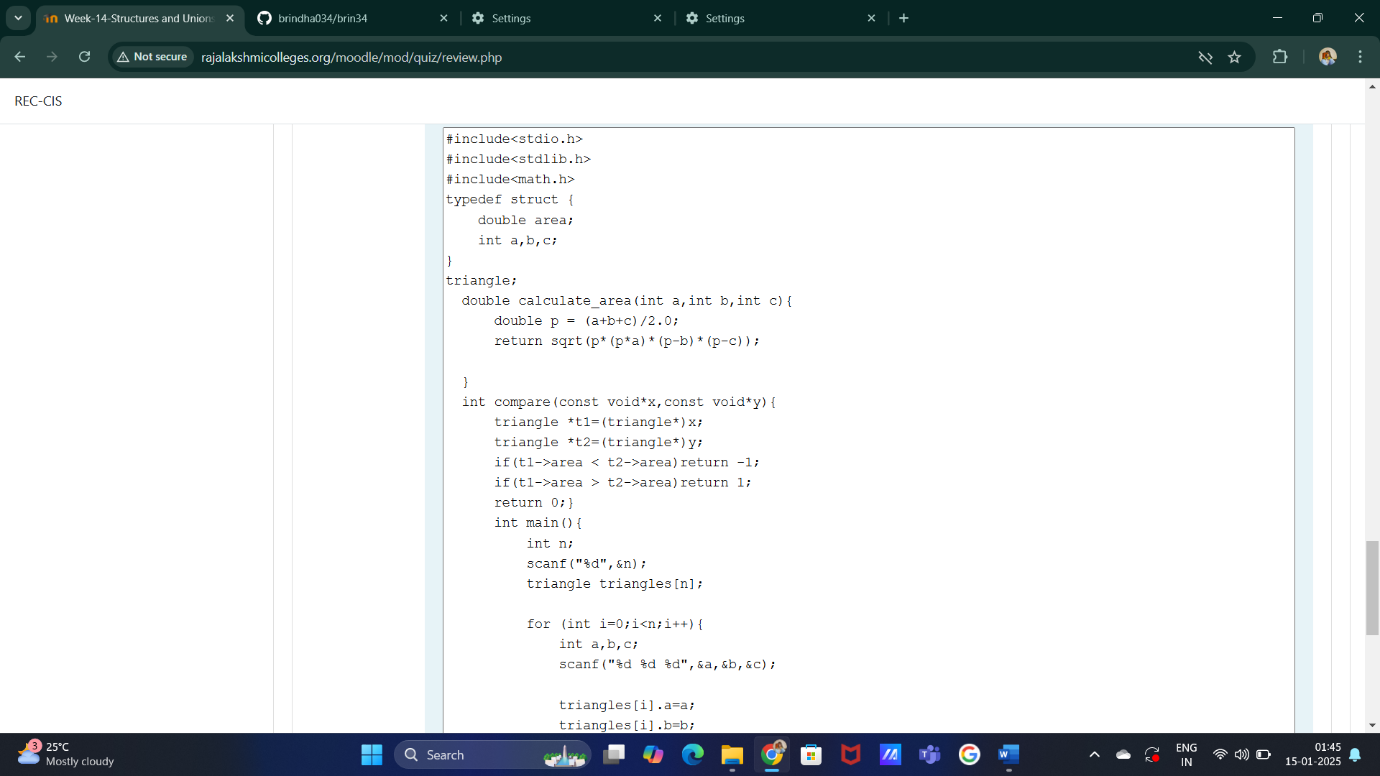 Week-14-Structures and Unions
brindha034/brin34
Settings
Settings
Not secure
rajalakshmicolleges.org/moodle/mod/quiz/review.php
REC-CIS
#include<stdio.h>
#include<stdlib.h>
#include<math.h>
typedef struct {
    double area;
    int a,b,c;
}
triangle;
  double calculate_area(int a,int b,int c){
      double p = (a+b+c)/2.0;
      return sqrt(p*(p*a)*(p-b)*(p-c));
  }
  int compare(const void*x,const void*y){
      triangle *t1=(triangle*)x;
      triangle *t2=(triangle*)y;
      if(t1->area < t2->area)return -1;
      if(t1->area > t2->area)return 1;
      return 0;}
      int main(){
          int n;
          scanf("%d",&n);
          triangle triangles[n];
          for (int i=0;i<n;i++){
              int a,b,c;
              scanf("%d %d %d",&a,&b,&c);
              triangles[i].a=a;
              triangles[i].b=b;
3
25°C
Mostly cloudy
Search
ENG
IN
01:45
15-01-2025